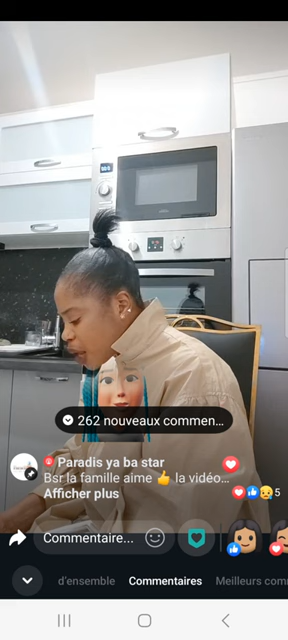 262 nouveaux commen...
Paradis ya ba star
Bsr la famille aime 👍 la vidéo...
Afficher plus
5
Commentaire...
d'ensemble Commentaires Meilleurs com